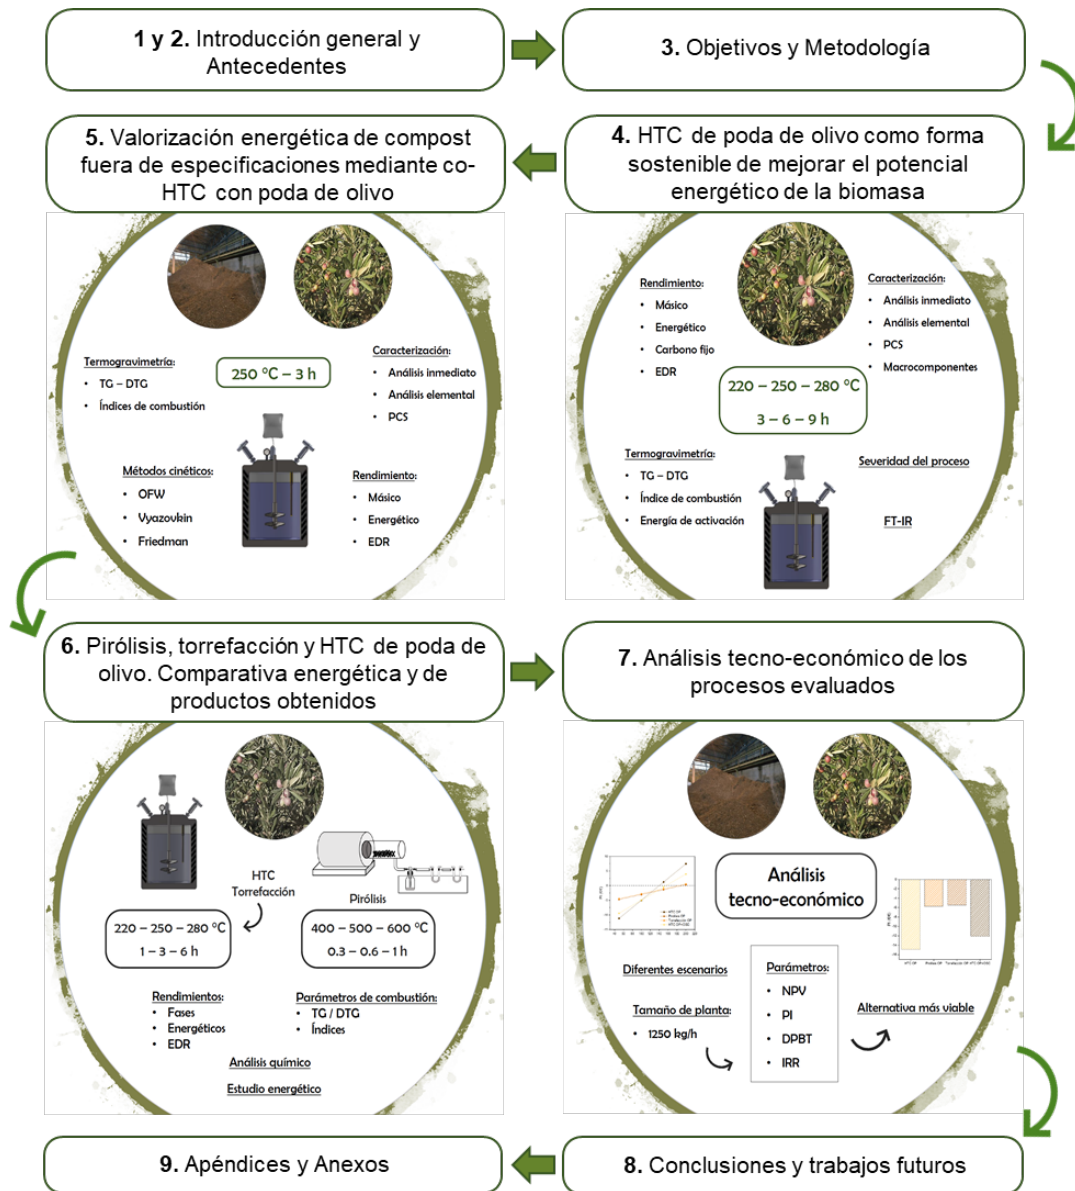 1 y 2. Introducción general y
Antecedentes
3. Objetivos y Metodología
4. HTC de poda de olivo como forma
sostenible de mejorar el potencial
energético de la biomasa
Rendimiento:
• Másico
• Energético
• Carbono fijo
• EDR
Caracterización:
• Análisis inmediato
• Análisis elemental
• PCS
• Macrocomponentes
220 – 250 – 280 °C
3 – 6 – 9 h
Termogravimetría:
• TG – DTG
• Índice de combustión
• Energía de activación
Severidad del proceso
FT-IR
5. Valorización energética de compost
fuera de especificaciones mediante co-
HTC con poda de olivo
Termogravimetría:
• TG – DTG
• Índices de combustión
250 °C – 3 h
Caracterización:
• Análisis inmediato
• Análisis elemental
• PCS
Métodos cinéticos:
• OFW
• Vyazovkin
• Friedman
Rendimiento:
• Másico
• Energético
• EDR
6. Pirólisis, torrefacción y HTC de poda de
olivo. Comparativa energética y de
productos obtenidos
HTC
Torrefacción
Pirólisis
220 – 250 – 280 °C
1 – 3 – 6 h
400 – 500 – 600 °C
0.3 – 0.6 – 1 h
Rendimientos:
• Fases
• Energéticos
• EDR
Parámetros de combustión:
• TG / DTG
• Índices
Análisis químico
Estudio energético
7. Análisis tecno-económico de los
procesos evaluados
Análisis
tecno-económico
Diferentes escenarios
Tamaño de planta:
• 1250 kg/h
Parámetros:
• NPV
• PI
• DPBT
• IRR
Alternativa más viable
8. Conclusiones y trabajos futuros
9. Apéndices y Anexos